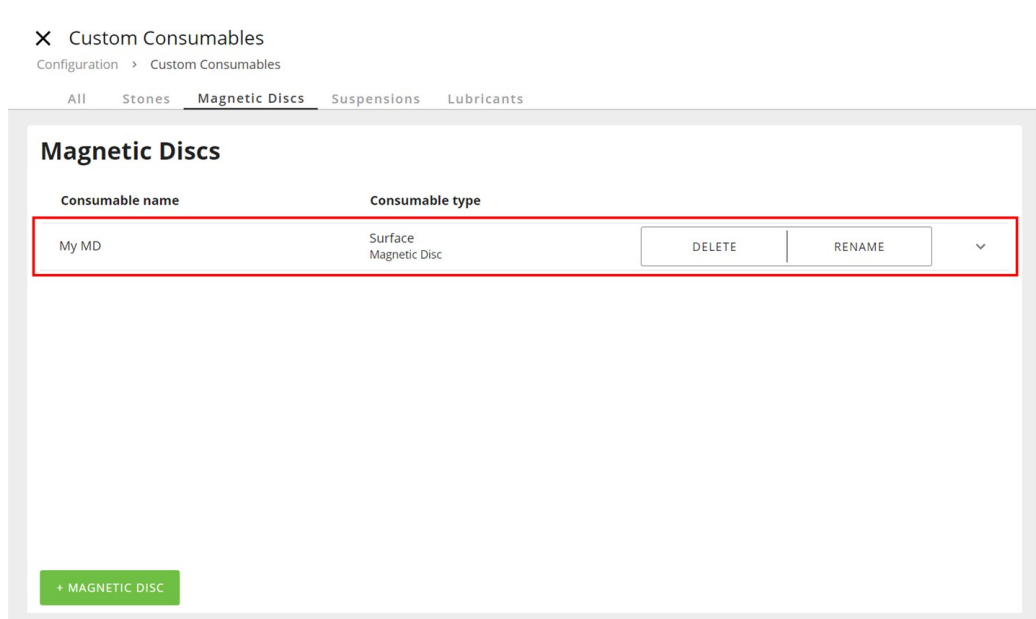 Custom Consumables
Configuration > Custom Consumables
All Stones Magnetic Discs Suspensions Lubricants
Magnetic Discs
Consumable name Consumable type
My MD Surface DELETE RENAME
Magnetic Disc
+ MAGNETIC DISC